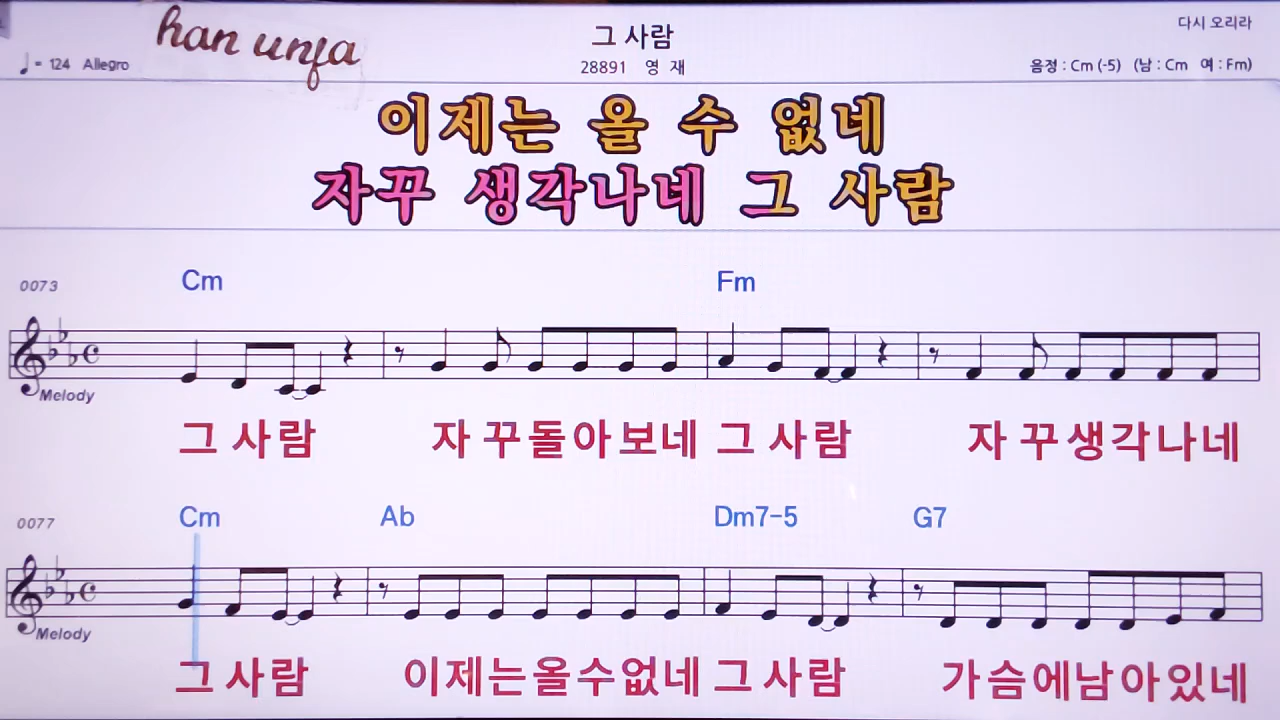 han unfa
그 사람
다시 오리라
♩= 124 Allegro
28891 영 재
음정 : Cm (-5) (남 : Cm 여 : Fm)
이제는 올 수 없네
자꾸 생각나네 그 사람
0073 Cm Fm
Melody
그 사람 자 꾸돌아보네 그 사람 자 꾸생각나네
0077 Cm Ab Dm7-5 G7
Melody
그 사람 이제는올수없네 그 사람 가슴에남아있네